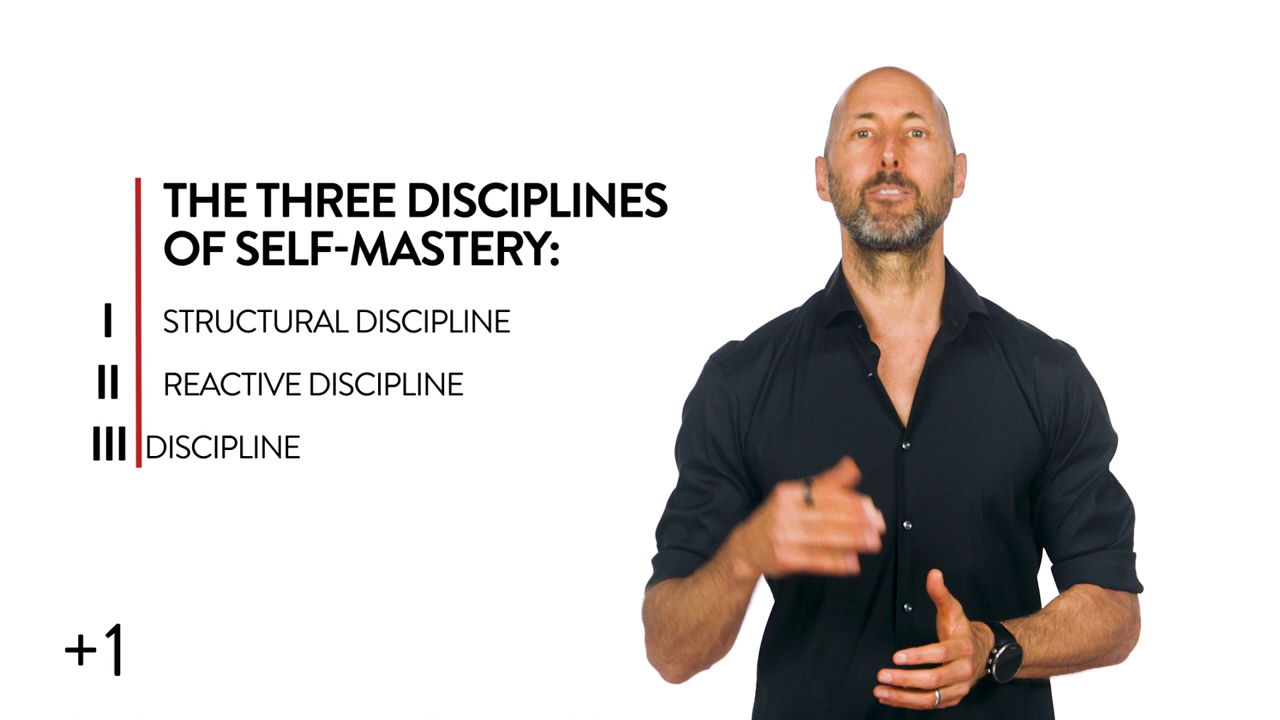 THE THREE DISCIPLINES
OF SELF-MASTERY:
I STRUCTURAL DISCIPLINE
II REACTIVE DISCIPLINE
III DISCIPLINE
+1